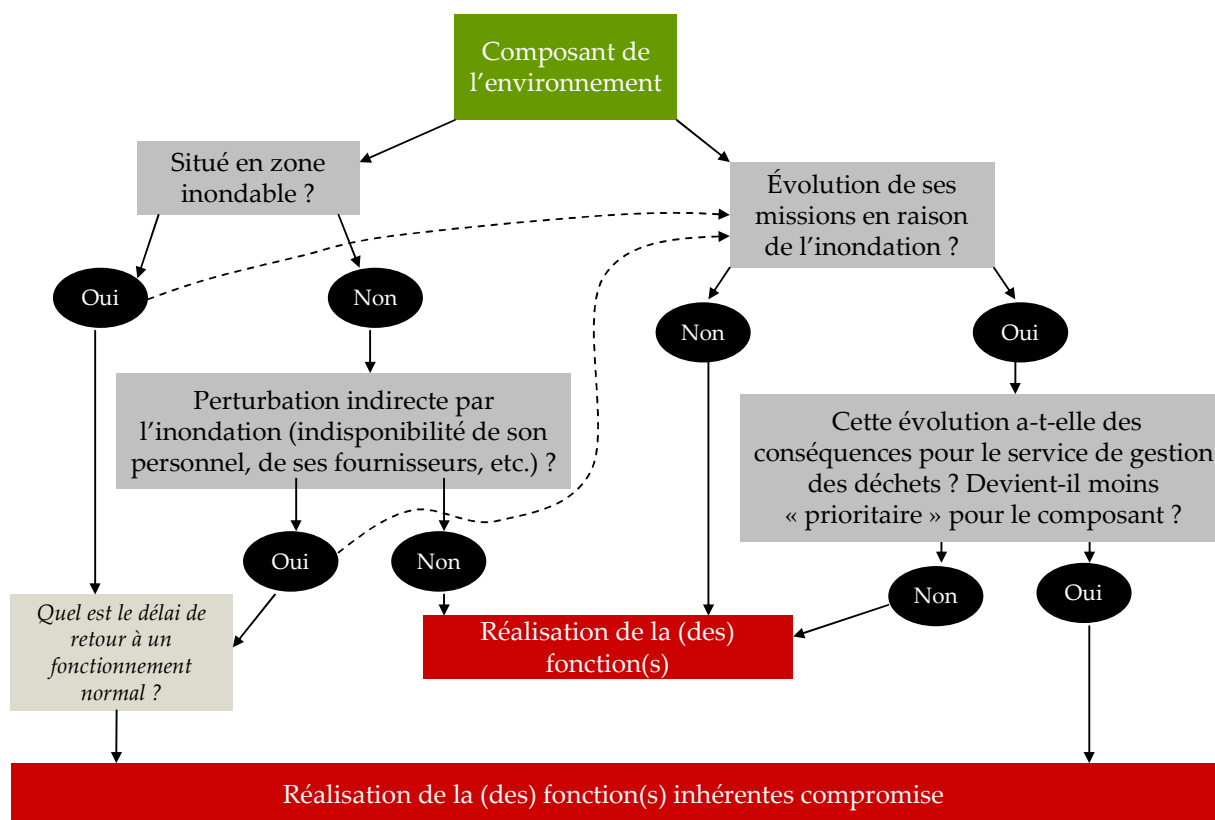 Composant de
l’environnement
Situé en zone
inondable ?
Évolution de ses
missions en raison
de l’inondation ?
Oui
Non
Non
Oui
Perturbation indirecte par
l’inondation (indisponibilité de son
personnel, de ses fournisseurs, etc.) ?
Cette évolution a-t-elle des
conséquences pour le service de gestion
des déchets ? Devient-il moins
« prioritaire » pour le composant ?
Oui
Non
Non
Oui
Quel est le délai de
retour à un
fonctionnement
normal ?
Réalisation de la (des)
fonction(s)
Réalisation de la (des) fonction(s) inhérentes compromise